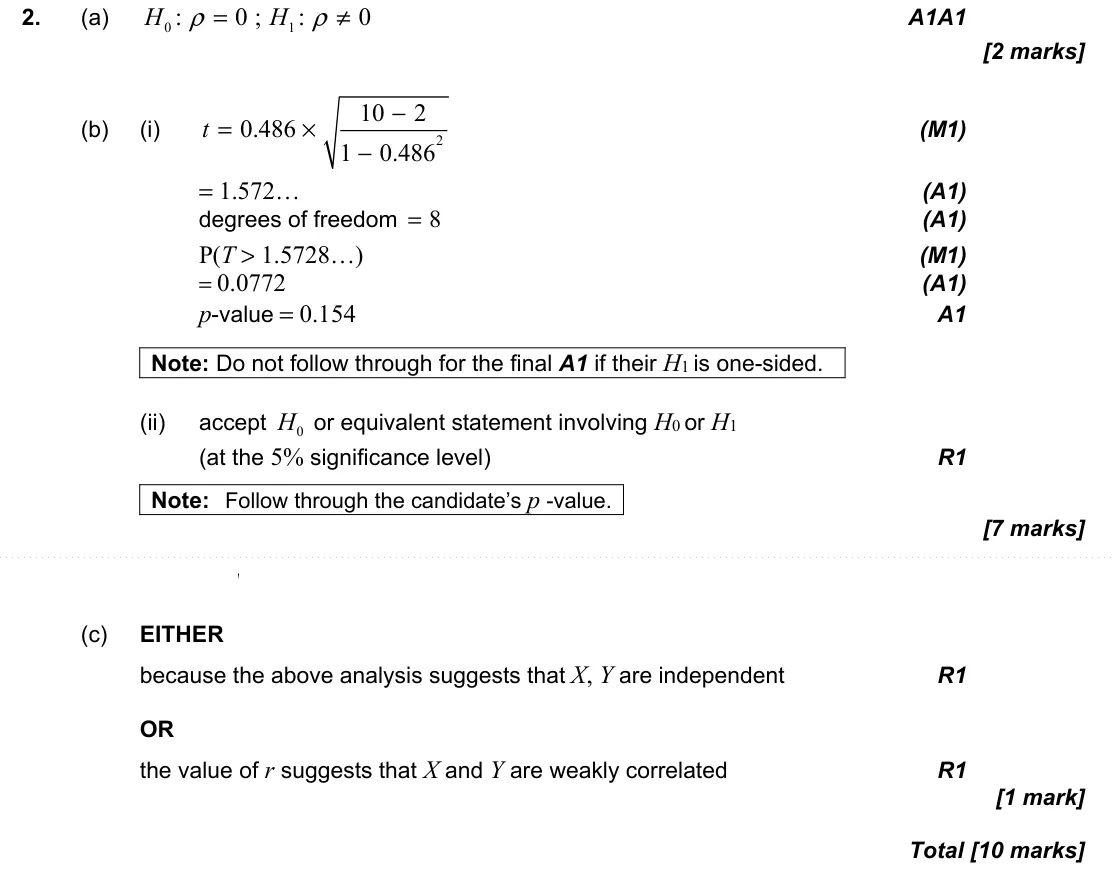 2. (a) H₀ : ρ = 0 ; H₁ : ρ ≠ 0 A1A1
[2 marks]
(b) (i) t = 0.486 × √((10 − 2)/(1 − 0.486²)) (M1)
= 1.572… (A1)
degrees of freedom = 8 (A1)
P(T > 1.5728…) (M1)
= 0.0772 (A1)
p-value = 0.154 A1
Note: Do not follow through for the final A1 if their H₁ is one-sided.
(ii) accept H₀ or equivalent statement involving H₀ or H₁
(at the 5% significance level) R1
Note: Follow through the candidate’s p -value.
[7 marks]
(c) EITHER
because the above analysis suggests that X, Y are independent R1
OR
the value of r suggests that X and Y are weakly correlated R1
[1 mark]
Total [10 marks]